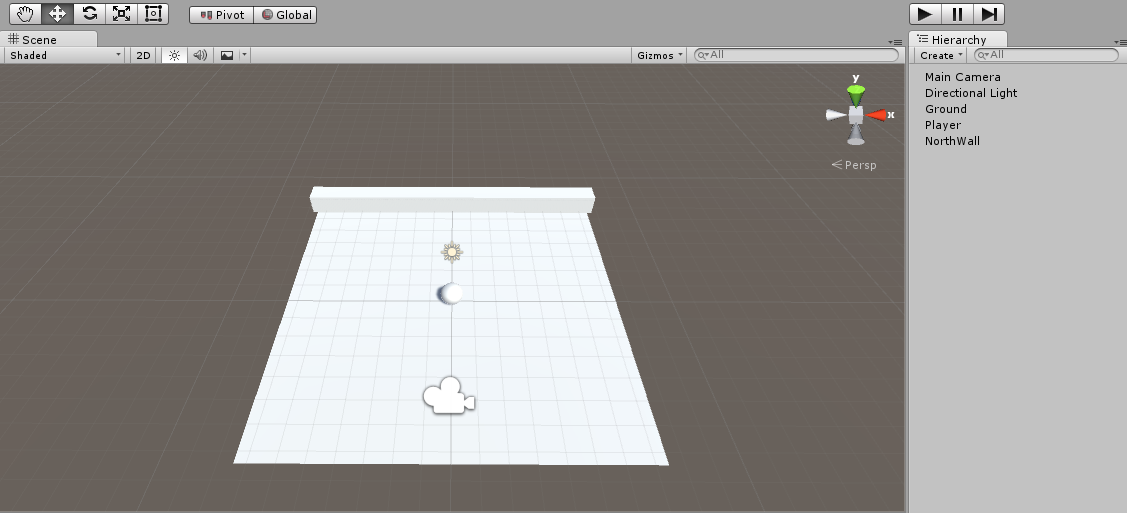 Pivot Global
Scene
Shaded 2D Gizmos All
y
x
Persp
Hierarchy
Create All
Main Camera
Directional Light
Ground
Player
NorthWall